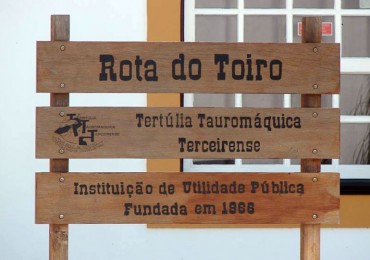 Rota do Toiro
Tertúlia Tauromáquica
Terceirense
Instituição de Utilidade Pública
Fundada em 1966